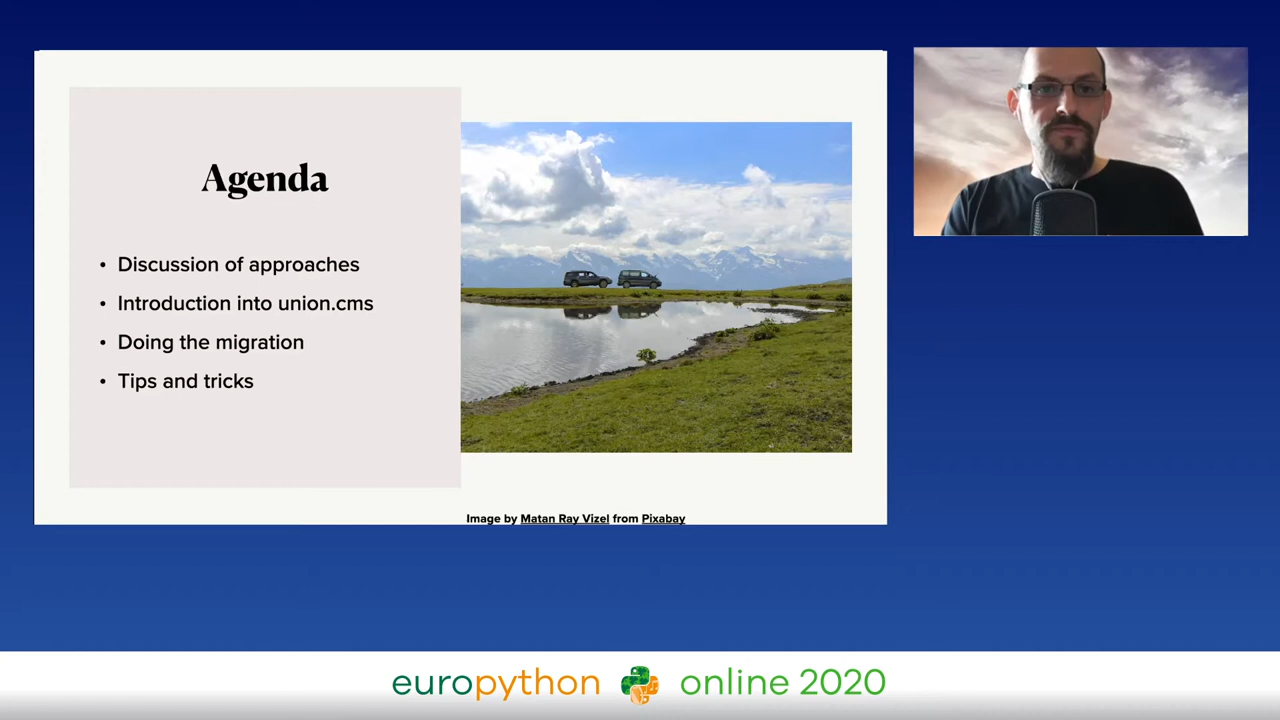 Agenda
• Discussion of approaches
• Introduction into union.cms
• Doing the migration
• Tips and tricks
Image by Matan Ray Vizel from Pixabay
europython online 2020